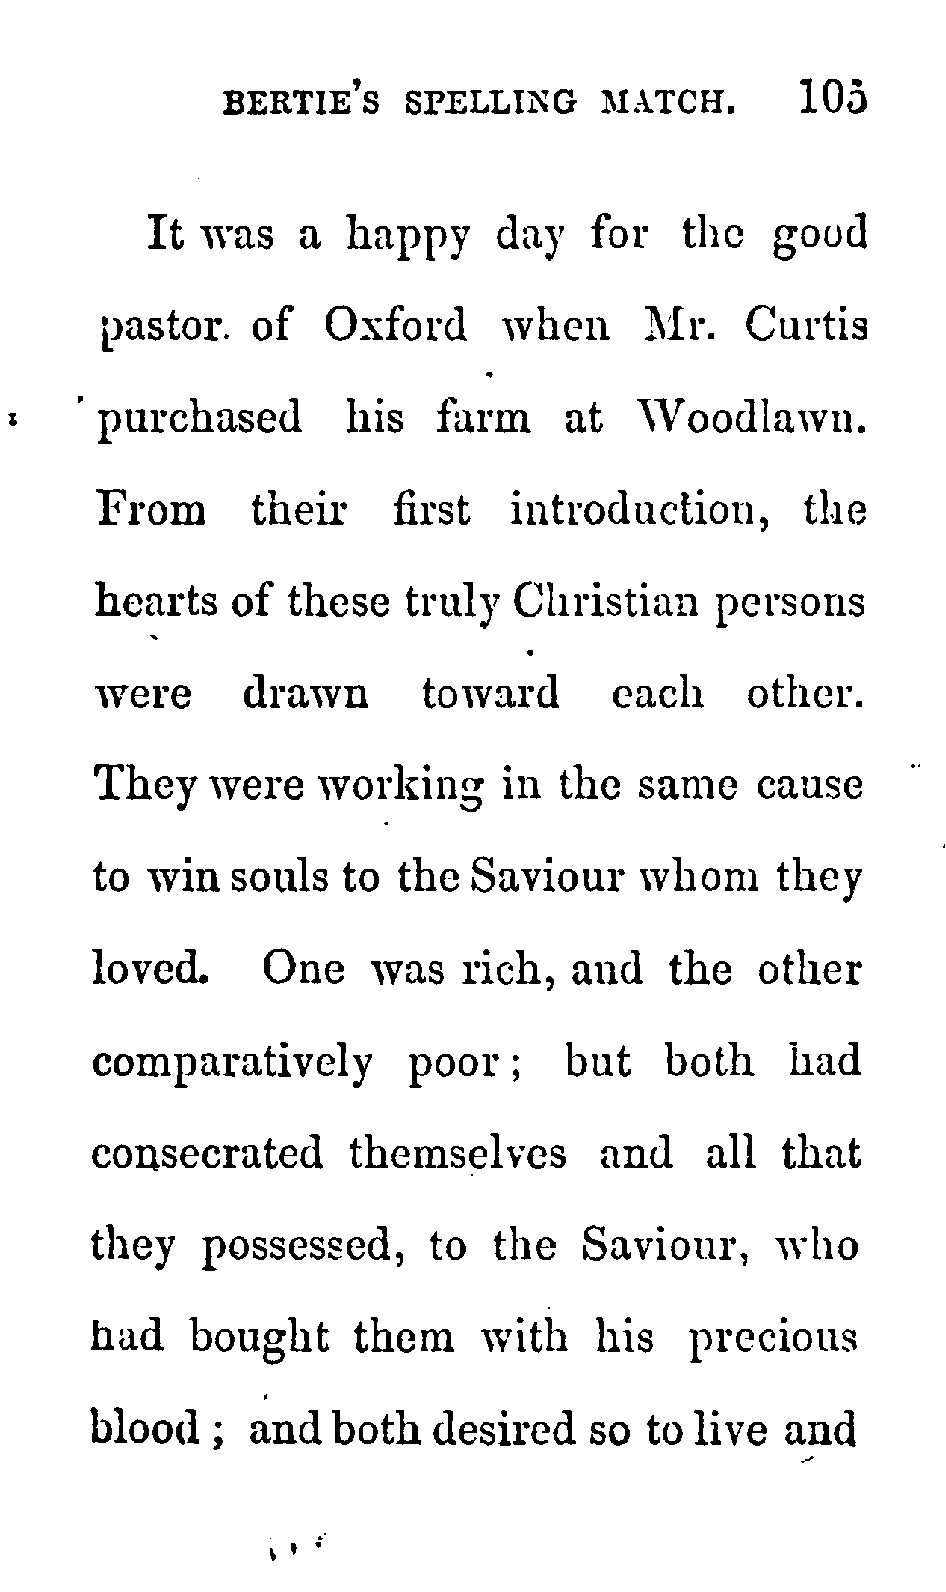 BERTIE'S SPELLING MATCH. 105
It was a happy day for the good
pastor of Oxford when Mr. Curtis
purchased his farm at Woodlawn.
From their first introduction, the
hearts of these truly Christian persons
were drawn toward each other.
They were working in the same cause
to win souls to the Saviour whom they
loved. One was rich, and the other
comparatively poor; but both had
consecrated themselves and all that
they possessed, to the Saviour, who
had bought them with his precious
blood; and both desired so to live and